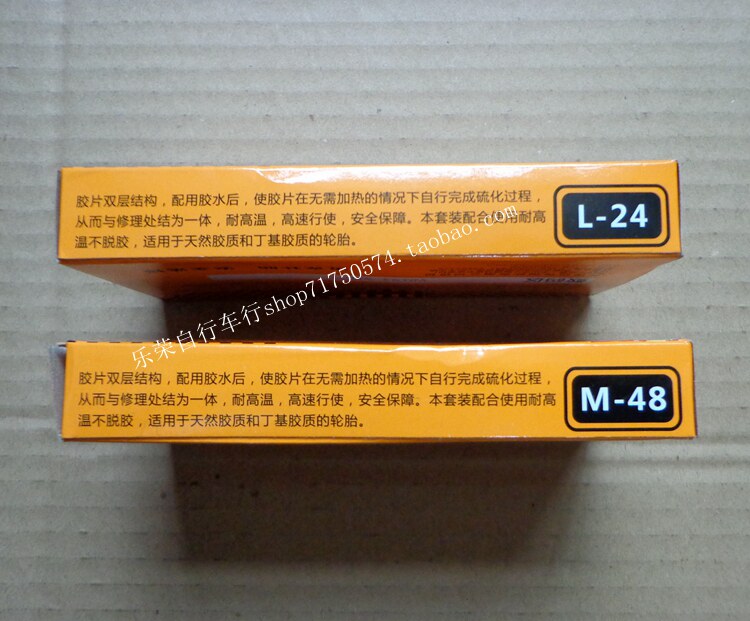 胶片双层结构，配用胶水后，使胶片在无需加热的情况下自行完成硫化过程，
从而与修理处结为一体，耐高温，高速行使，安全保障。本套装配合使用耐高
温不脱胶，适用于天然胶质和丁基胶质的轮胎。
L-24
乐荣自行车行shop71750574.taobao.com
胶片双层结构，配用胶水后，使胶片在无需加热的情况下自行完成硫化过程，
从而与修理处结为一体，耐高温，高速行使，安全保障。本套装配合使用耐高
温不脱胶，适用于天然胶质和丁基胶质的轮胎。
M-48